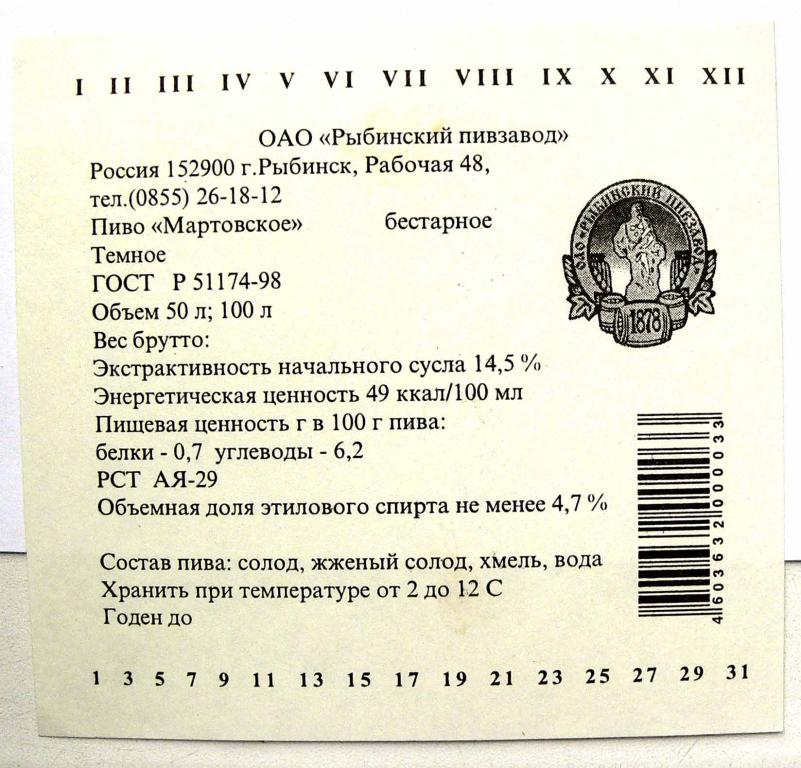 I II III IV V VI VII VIII IX X XI XII
ОАО «Рыбинский пивзавод»
Россия 152900 г.Рыбинск, Рабочая 48,
тел.(0855) 26-18-12
Пиво «Мартовское» бестарное
Темное
ГОСТ Р 51174-98
Объем 50 л; 100 л
Вес брутто:
Экстрактивность начального сусла 14,5 %
Энергетическая ценность 49 ккал/100 мл
Пищевая ценность г в 100 г пива:
белки - 0,7 углеводы - 6,2
РСТ АЯ-29
Объемная доля этилового спирта не менее 4,7 %
Состав пива: солод, жженый солод, хмель, вода
Хранить при температуре от 2 до 12 С
Годен до
1 3 5 7 9 11 13 15 17 19 21 23 25 27 29 31
ОАО «РЫБИНСКИЙ ПИВЗАВОД»
1878
4603632000033